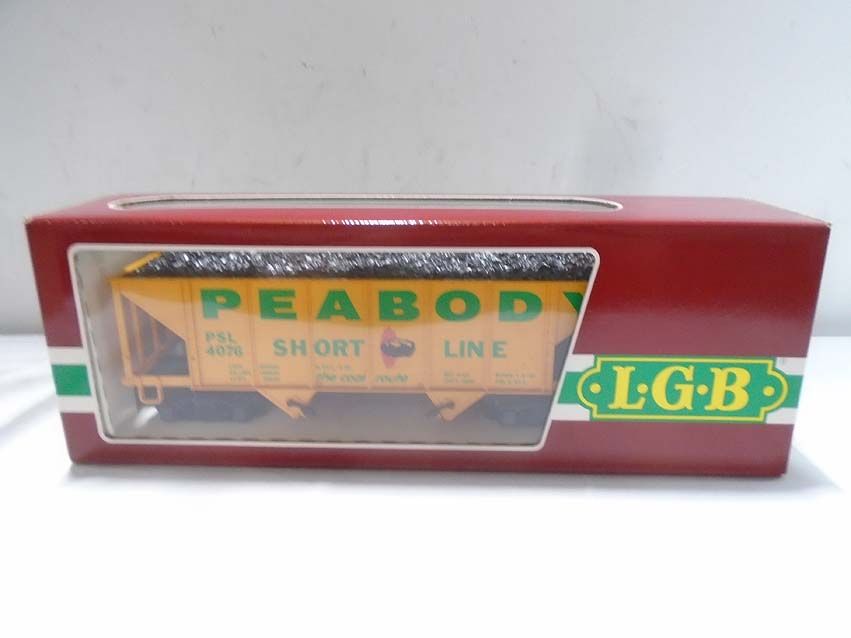 PEABODY
PSL
4076
SHORT LINE
the coal route
L·G·B